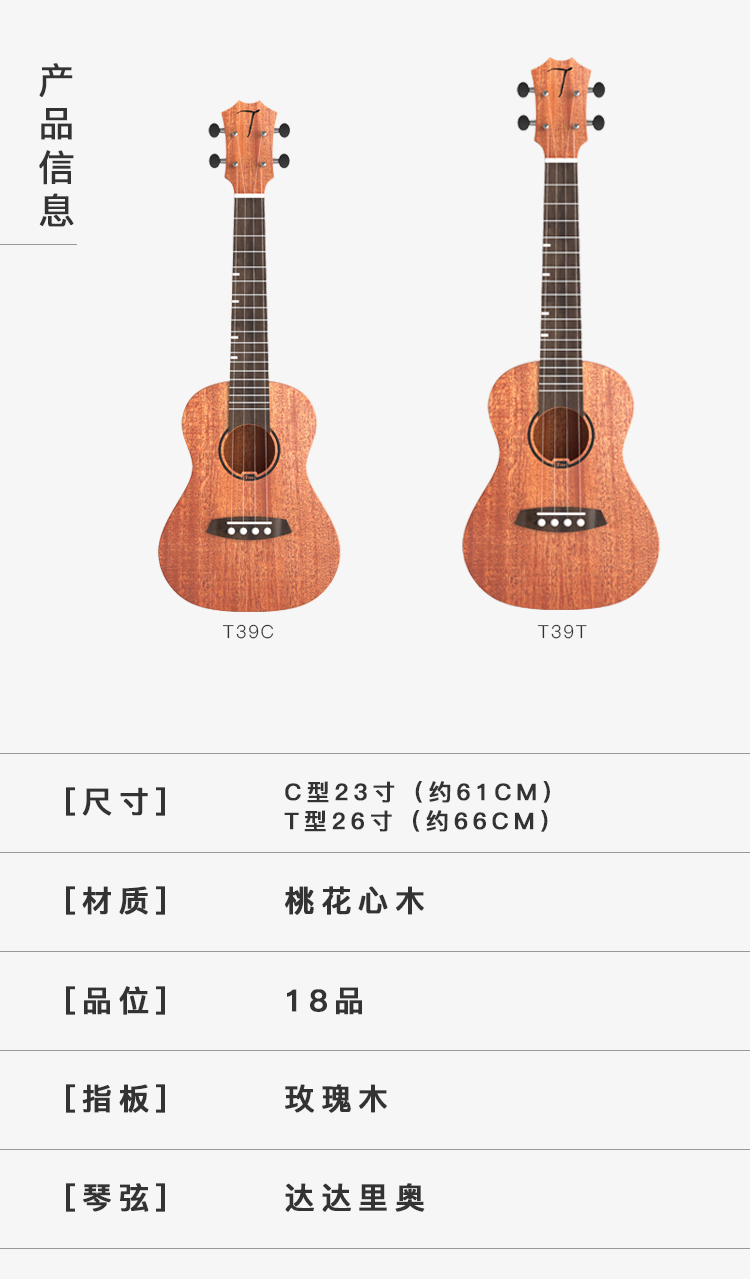 产品信息
T
T
T39C
T39T
[尺寸]
C型23寸（约61CM）
T型26寸（约66CM）
[材质]
桃花心木
[品位]
18品
[指板]
玫瑰木
[琴弦]
达达里奥